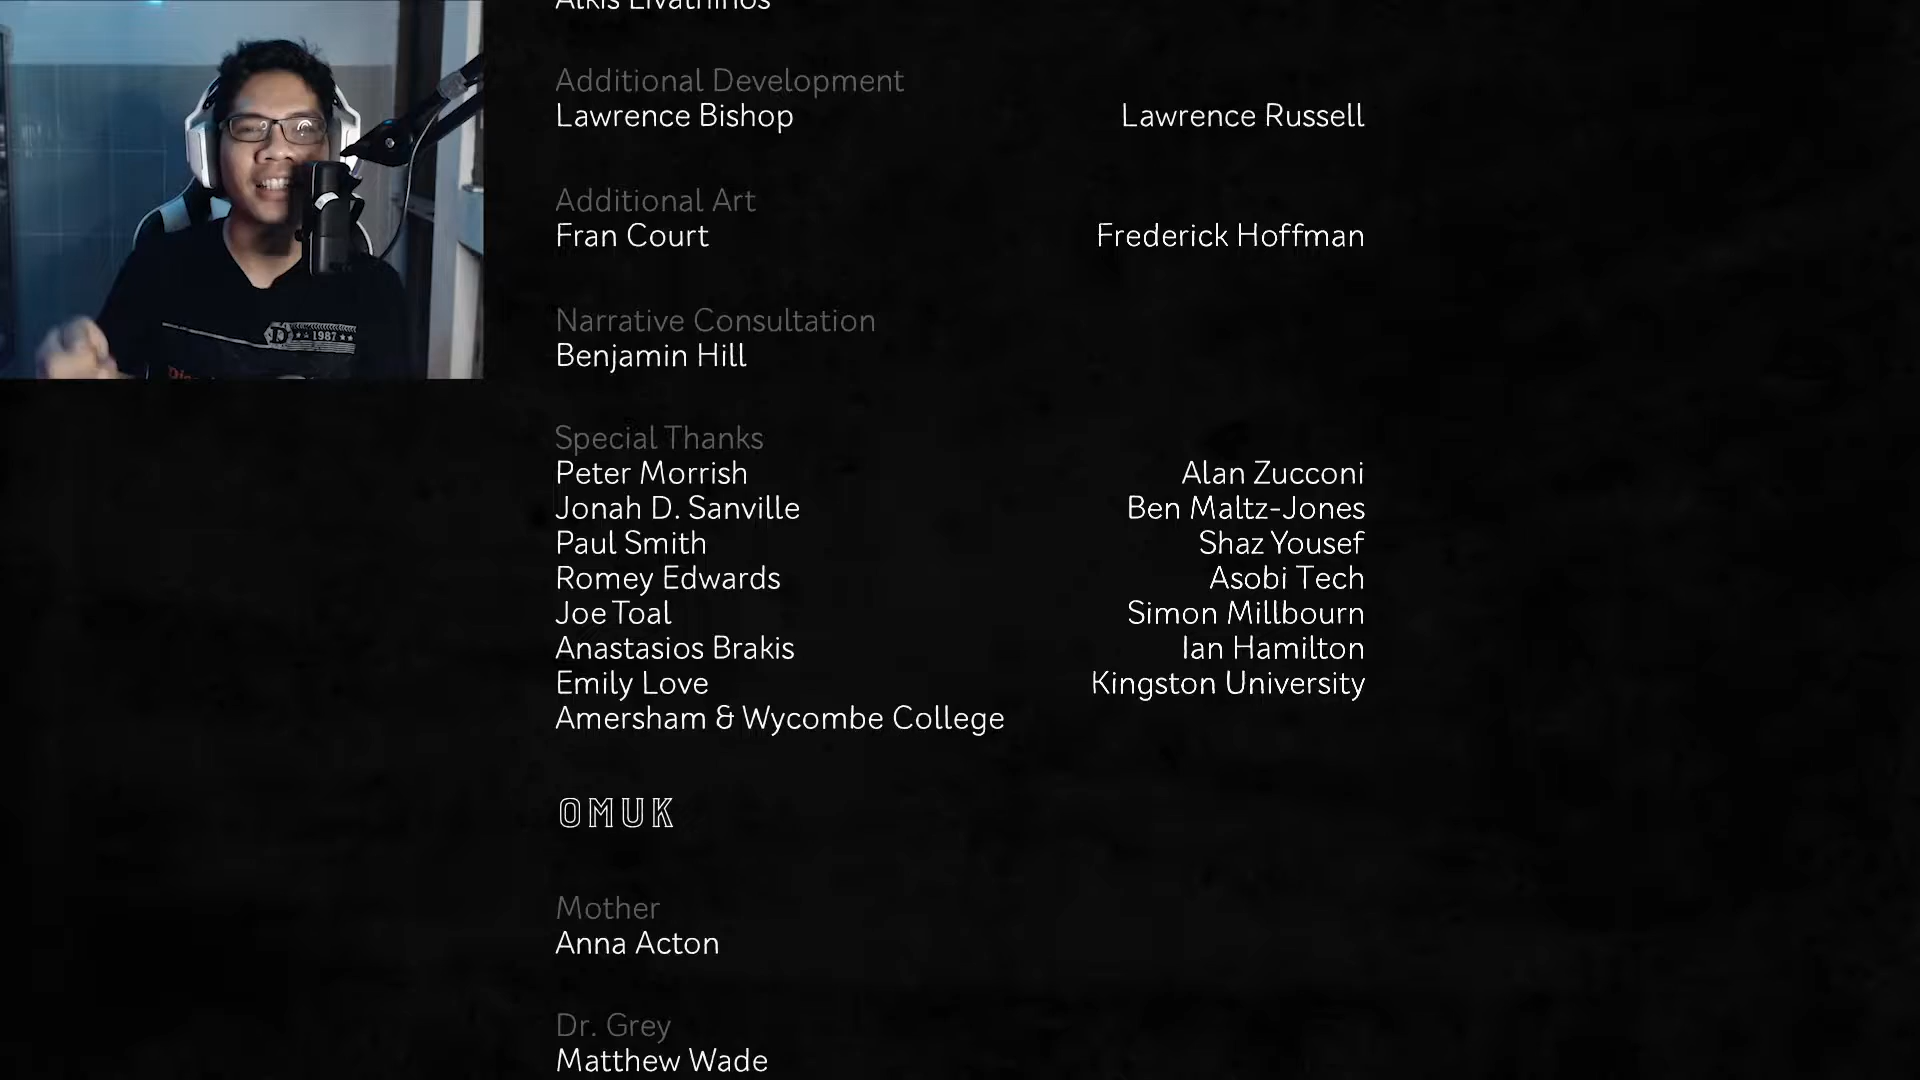 Additional Development
Lawrence Bishop Lawrence Russell
Additional Art
Fran Court Frederick Hoffman
Narrative Consultation
Benjamin Hill
Special Thanks
Peter Morrish Alan Zucconi
Jonah D. Sanville Ben Maltz-Jones
Paul Smith Shaz Yousef
Romey Edwards Asobi Tech
Joe Toal Simon Millbourn
Anastasios Brakis Ian Hamilton
Emily Love Kingston University
Amersham & Wycombe College
OMUK
Mother
Anna Acton
Dr. Grey
Matthew Wade
1987